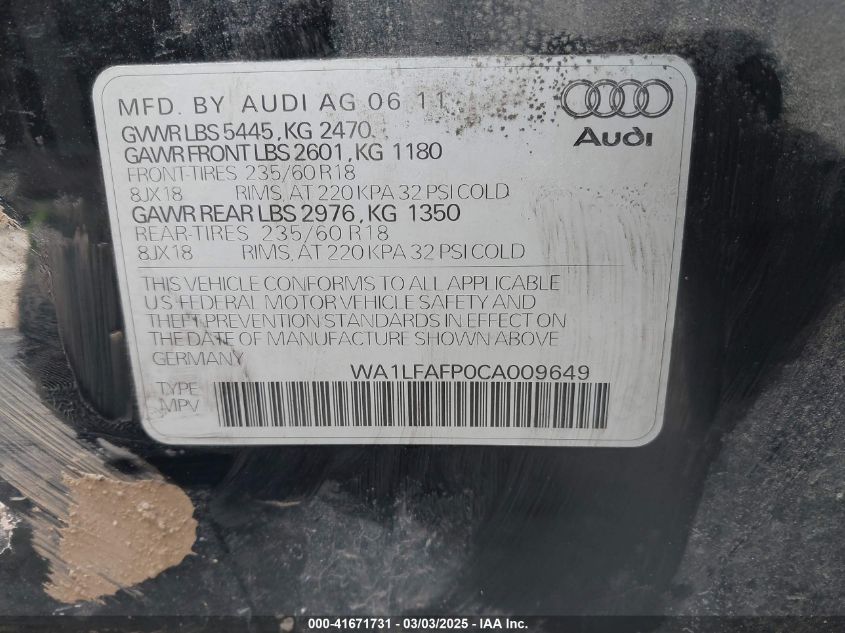 MFD. BY AUDI AG 06 11
GVWR LBS 5445, KG 2470
GAWR FRONT LBS 2601, KG 1180
FRONT-TIRES 235/60 R18
8JX18 RIMS, AT 220 KPA 32 PSI COLD
GAWR REAR LBS 2976, KG 1350
REAR-TIRES 235/60 R18
8JX18 RIMS, AT 220 KPA 32 PSI COLD
Audi
THIS VEHICLE CONFORMS TO ALL APPLICABLE
U.S. FEDERAL MOTOR VEHICLE SAFETY AND
THEFT PREVENTION STANDARDS IN EFFECT ON
THE DATE OF MANUFACTURE SHOWN ABOVE
GERMANY
WA1LFAFP0CA009649
TYPE
MPV
000-41671731 - 03/03/2025 - IAA Inc.